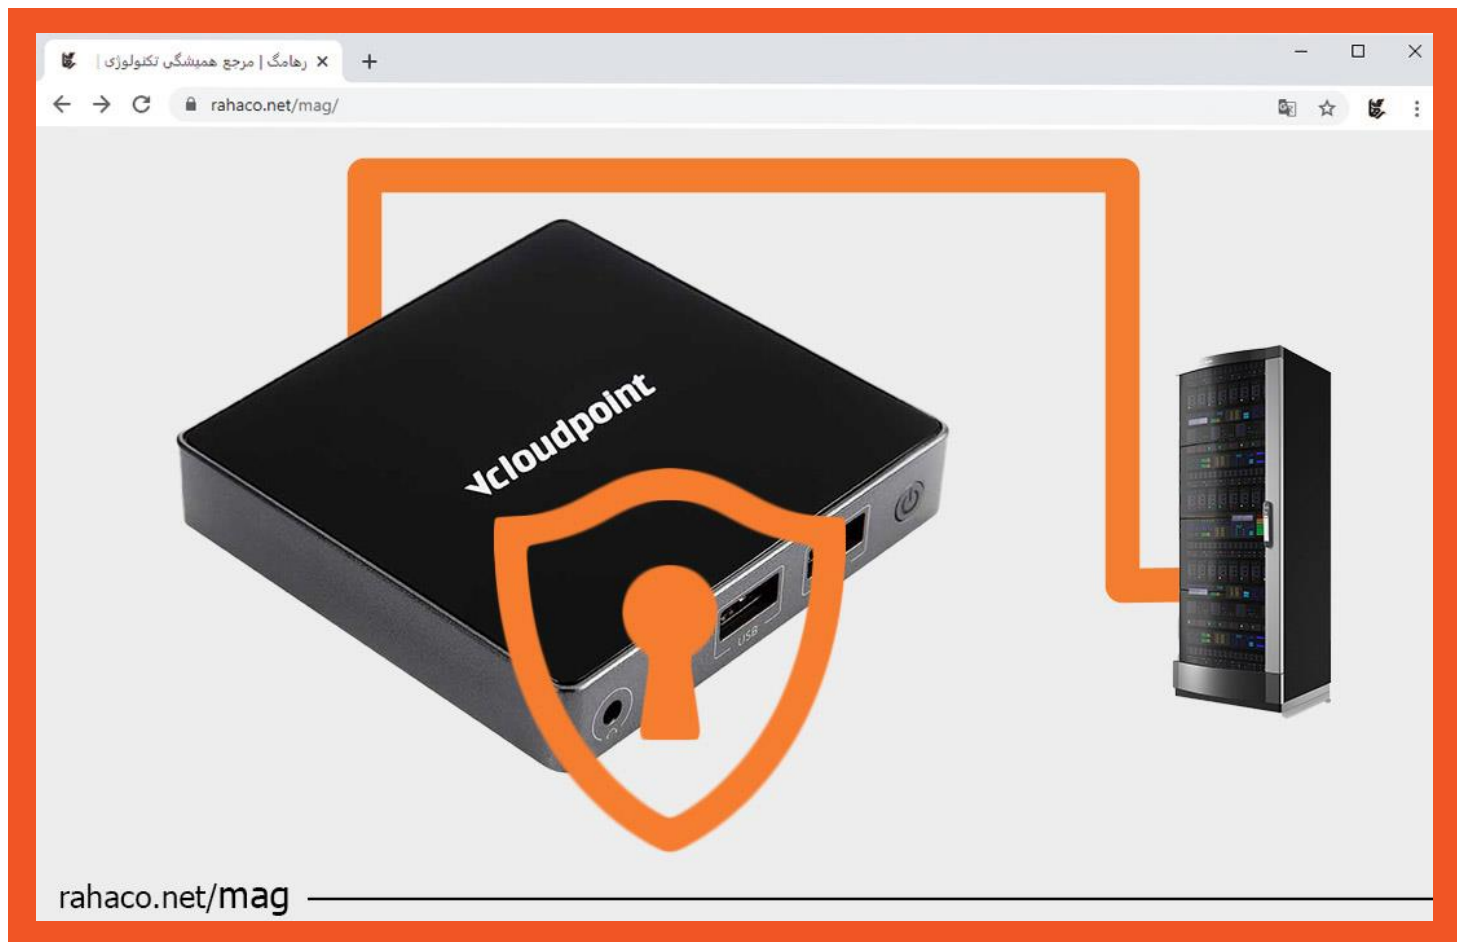 رهامگ | مرجع همیشگی تکنولوژی |
rahaco.net/mag/
vcloudpoint
USB
rahaco.net/mag